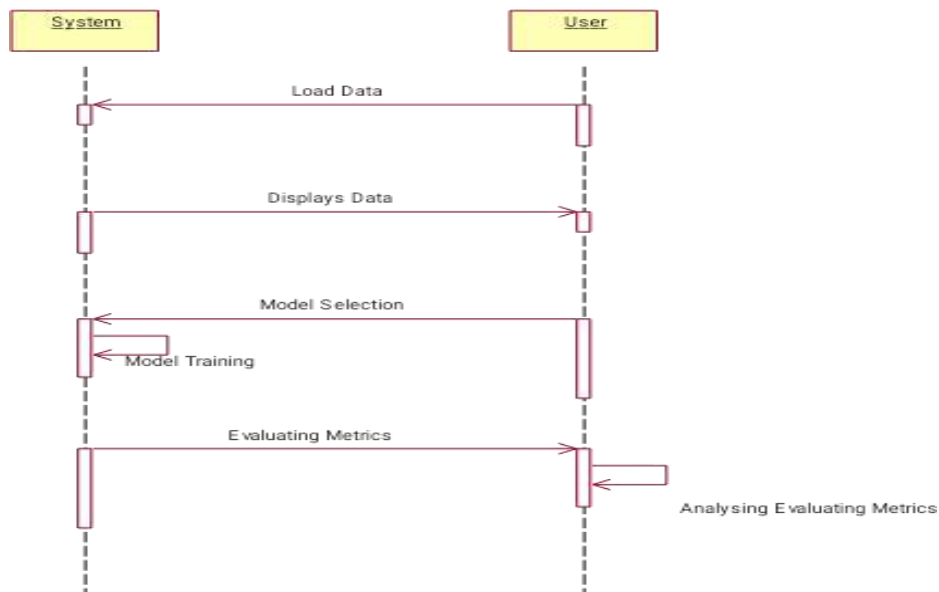 System
User
Load Data
Displays Data
Model Selection
Model Training
Evaluating Metrics
Analysing Evaluating Metrics